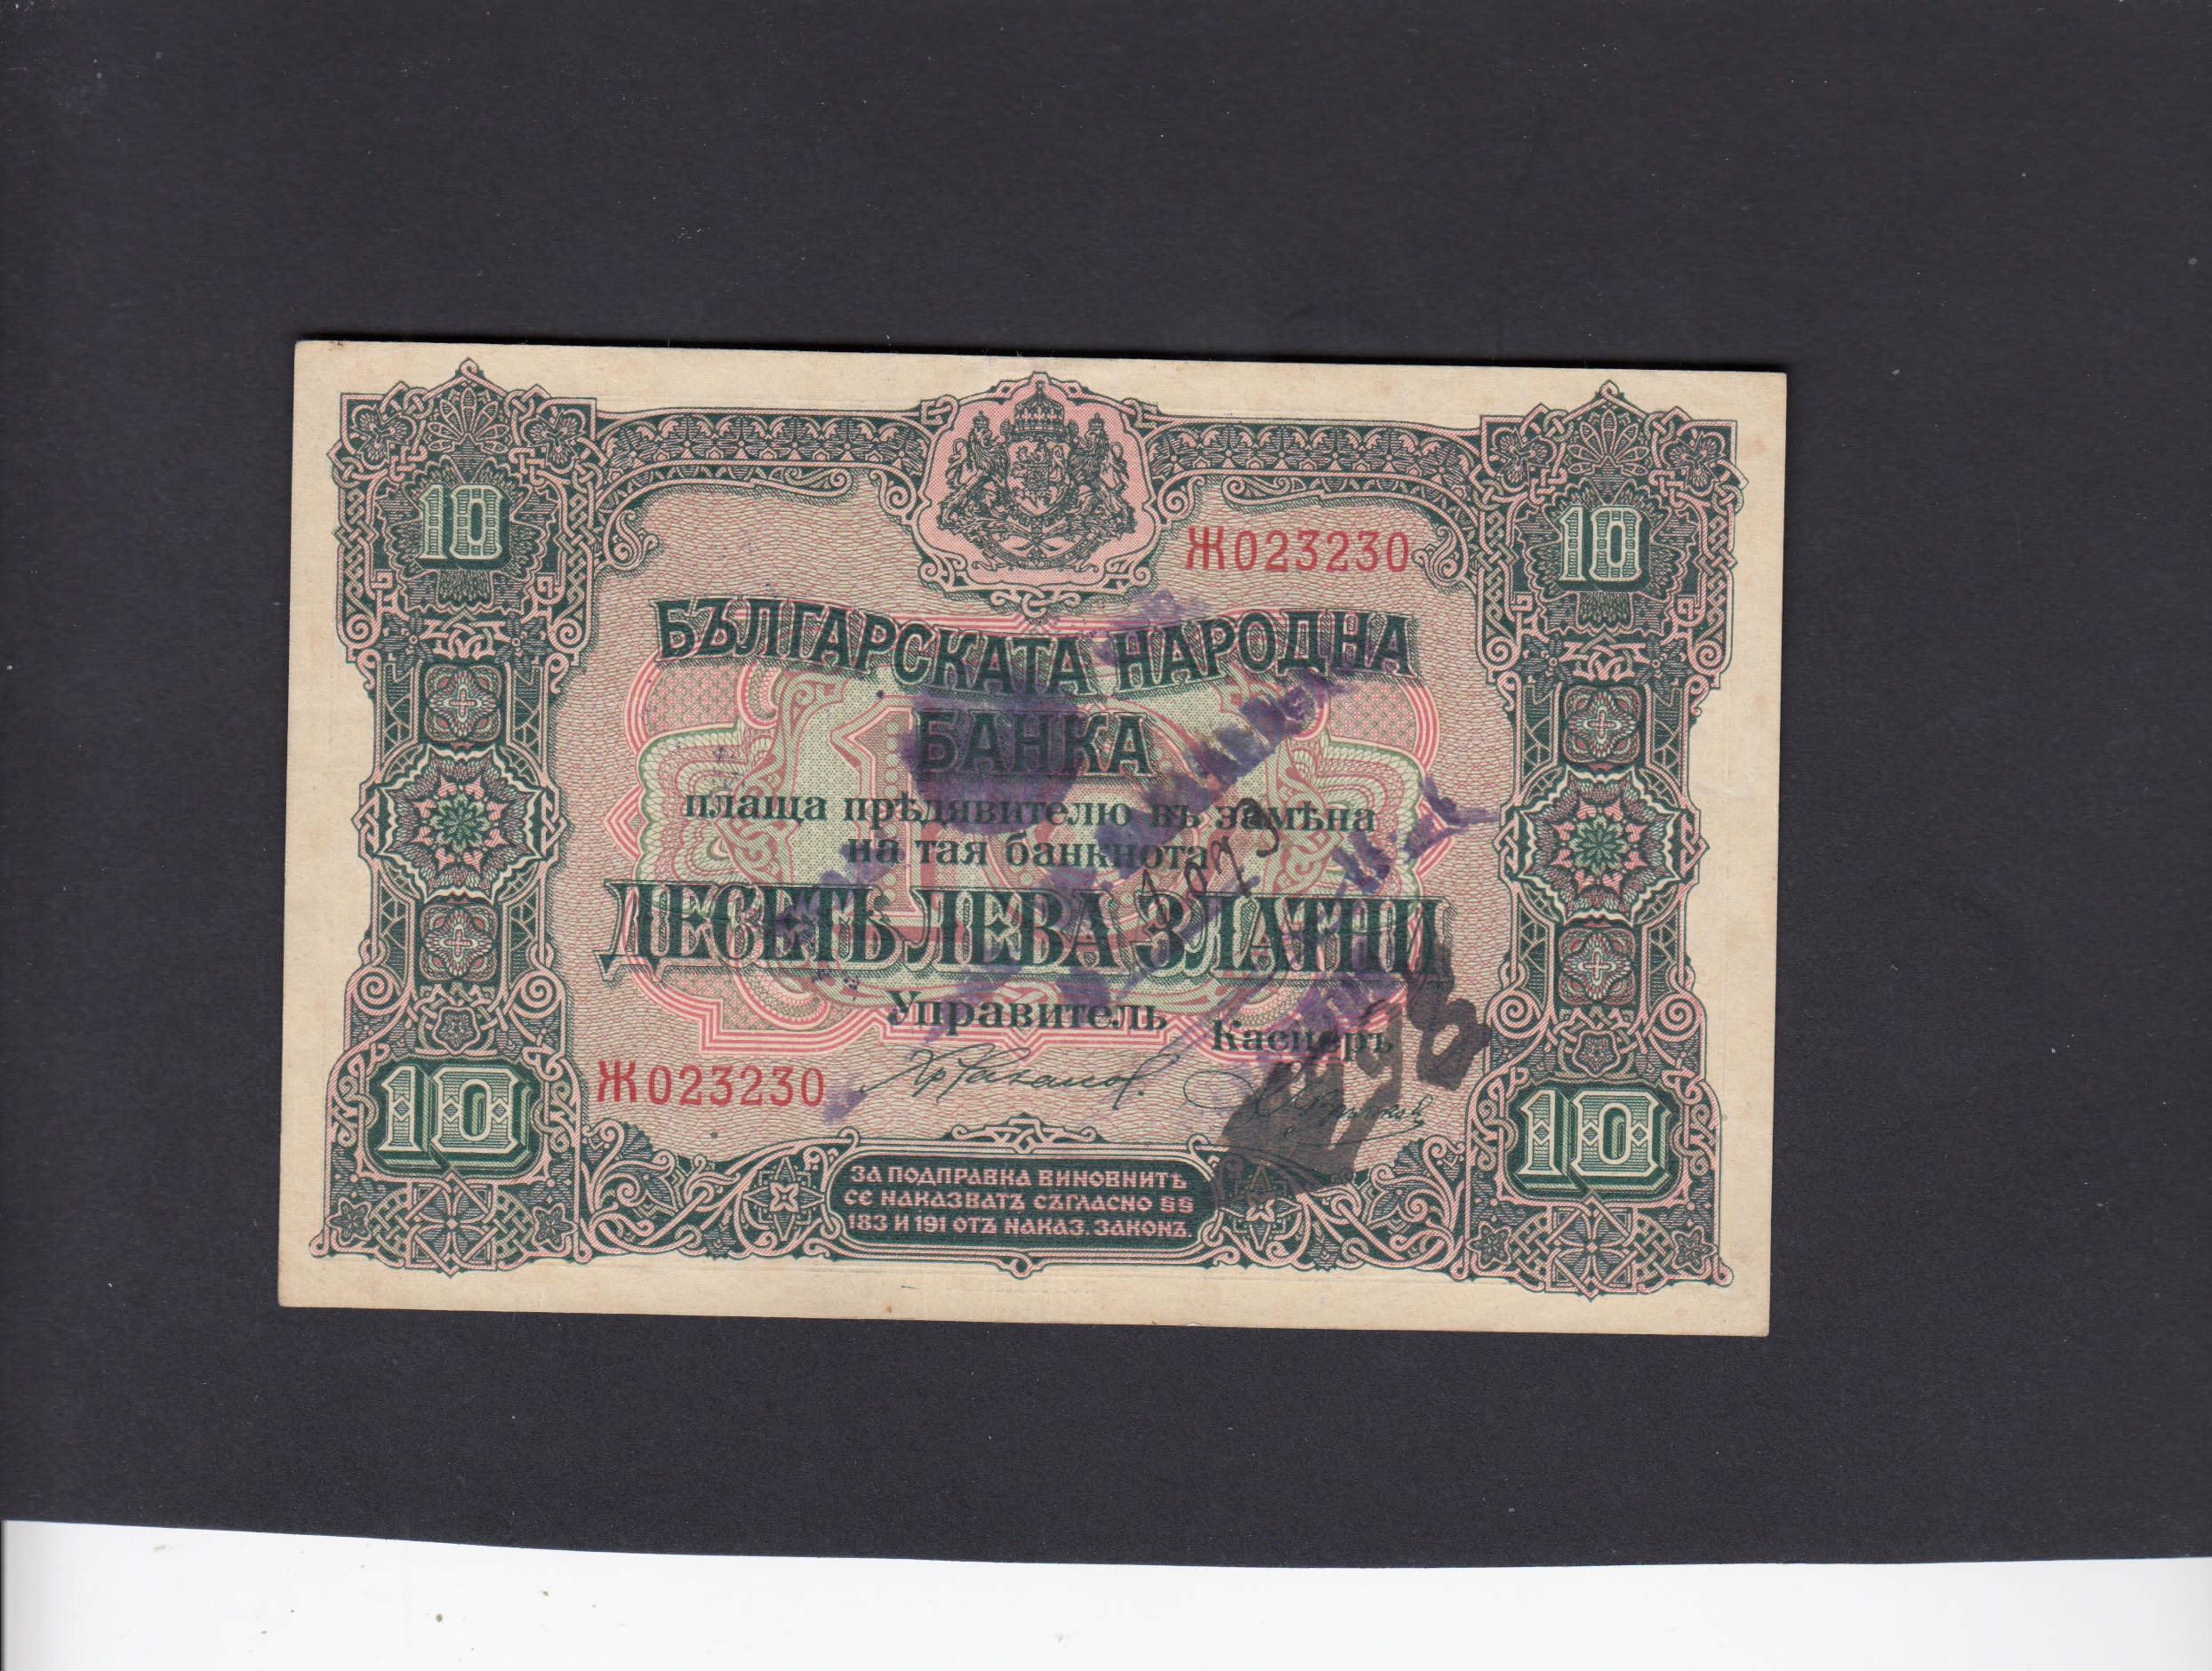 10
10
Ж023230
БЪЛГАРСКАТА НАРОДНА
БАНКА
плаща прѣдявителю въ замѣна
на тая банкнота
ДЕСЕТЬ ЛЕВА ЗЛАТНИ
Управитель
Касиеръ
Ж023230
10
10
ЗА ПОДПРАВКА ВИНОВНИТѢ
СЕ НАКАЗВАТЪ СЪГЛАСНО §§
183 И 191 ОТЪ НАКАЗ. ЗАКОНЪ.